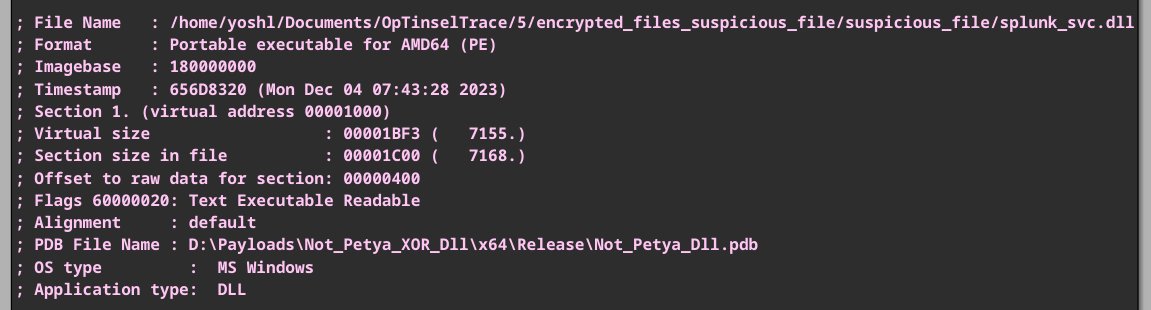 ; File Name   : /home/yoshl/Documents/OpTinselTrace/5/encrypted_files_suspicious_file/suspicious_file/splunk_svc.dll
; Format      : Portable executable for AMD64 (PE)
; Imagebase   : 180000000
; Timestamp   : 656D8320 (Mon Dec 04 07:43:28 2023)
; Section 1. (virtual address 00001000)
; Virtual size                  : 00001BF3 (   7155.)
; Section size in file          : 00001C00 (   7168.)
; Offset to raw data for section: 00000400
; Flags 60000020: Text Executable Readable
; Alignment     : default
; PDB File Name : D:\Payloads\Not_Petya_XOR_Dll\x64\Release\Not_Petya_Dll.pdb
; OS type         :  MS Windows
; Application type:  DLL